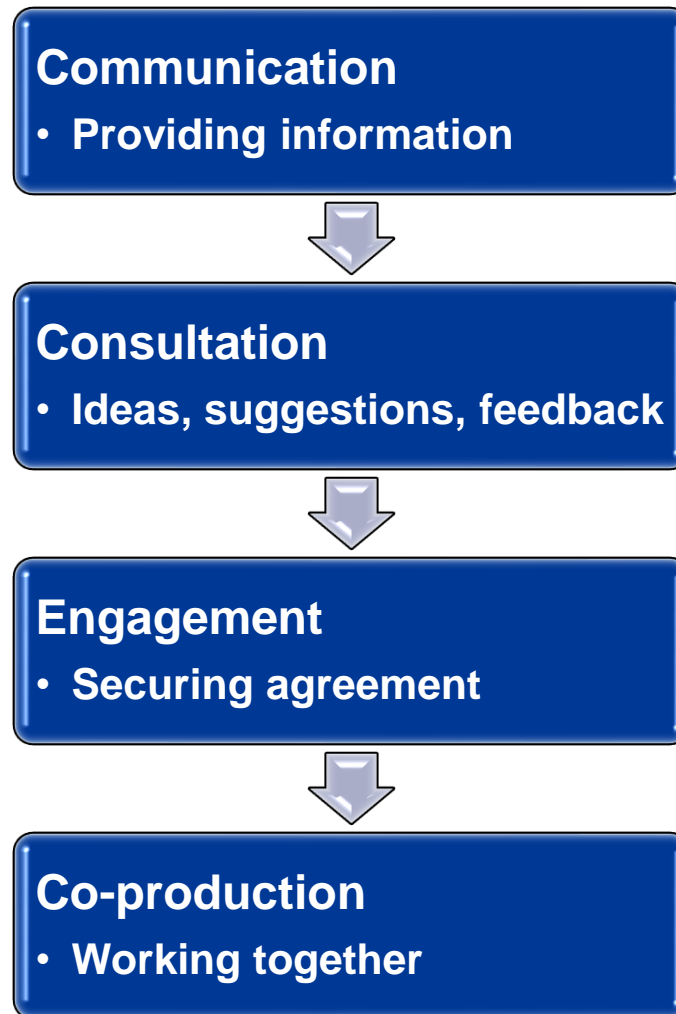 Communication
• Providing information
Consultation
• Ideas, suggestions, feedback
Engagement
• Securing agreement
Co-production
• Working together